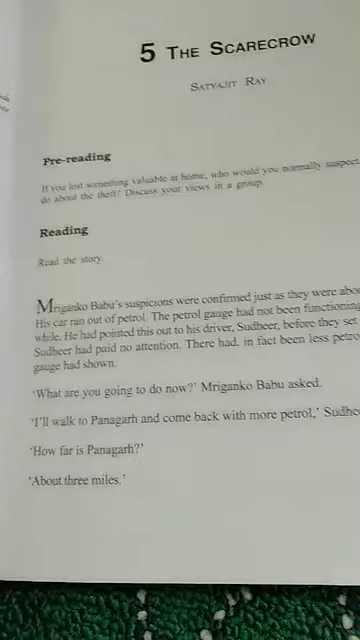 5 THE SCARECROW
SATYAJIT RAY
Pre-reading
If you lost something valuable at home, who would you normally suspect
do about the theft? Discuss your views in a group.
Reading
Read the story.
Mriganko Babu's suspicions were confirmed just as they were
His car ran out of petrol. The petrol gauge had not been functioning
while. He had pointed this out to his driver, Sudheer, before they set
Sudheer had paid no attention. There had, in fact been less
gauge had shown.
'What are you going to do now?' Mriganko Babu asked.
'I'll walk to Panagarh and come back with more petrol,'
'How far is Panagarh?'
'About three miles.'